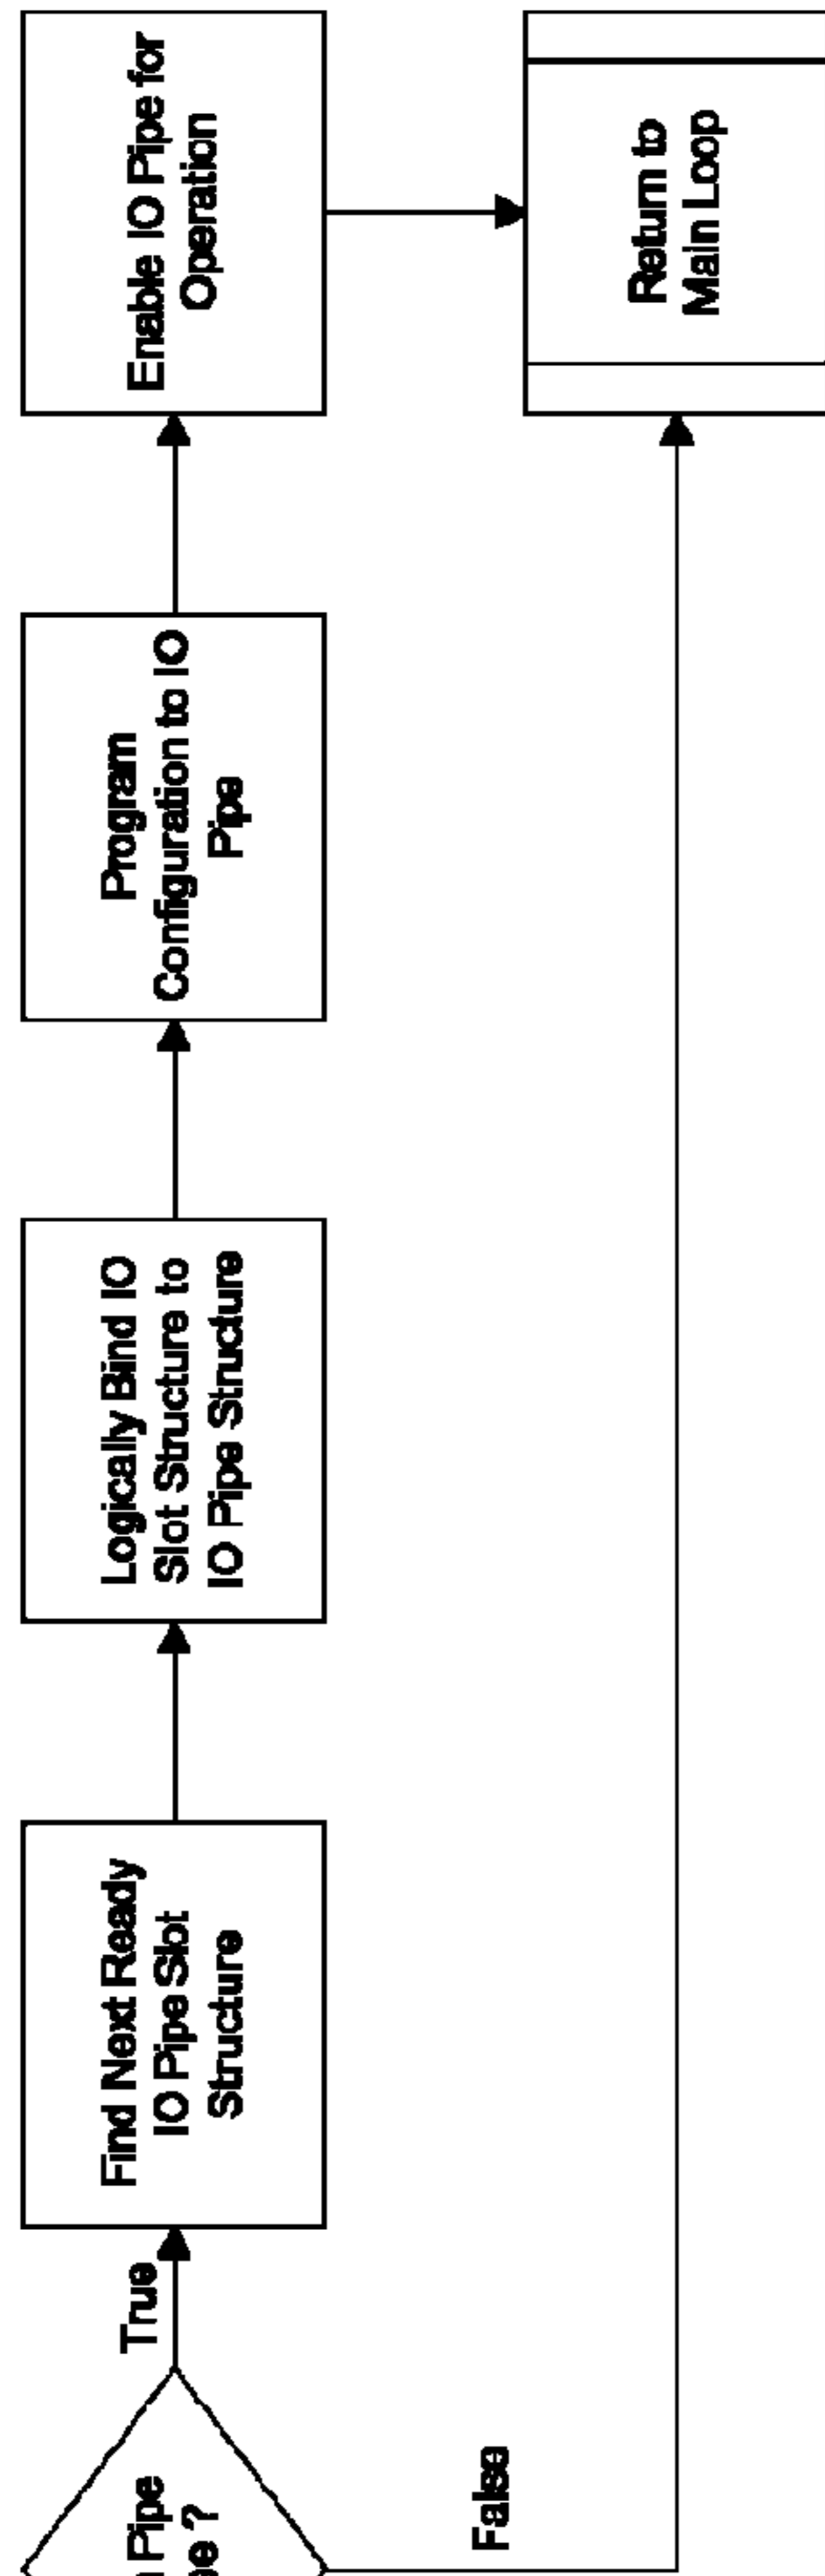 Pipe
?
True
False
Find Next Ready
IO Pipe Slot
Structure
Logically Bind IO
Slot Structure to
IO Pipe Structure
Program
Configuration to IO
Pipe
Enable IO Pipe for
Operation
Return to
Main Loop